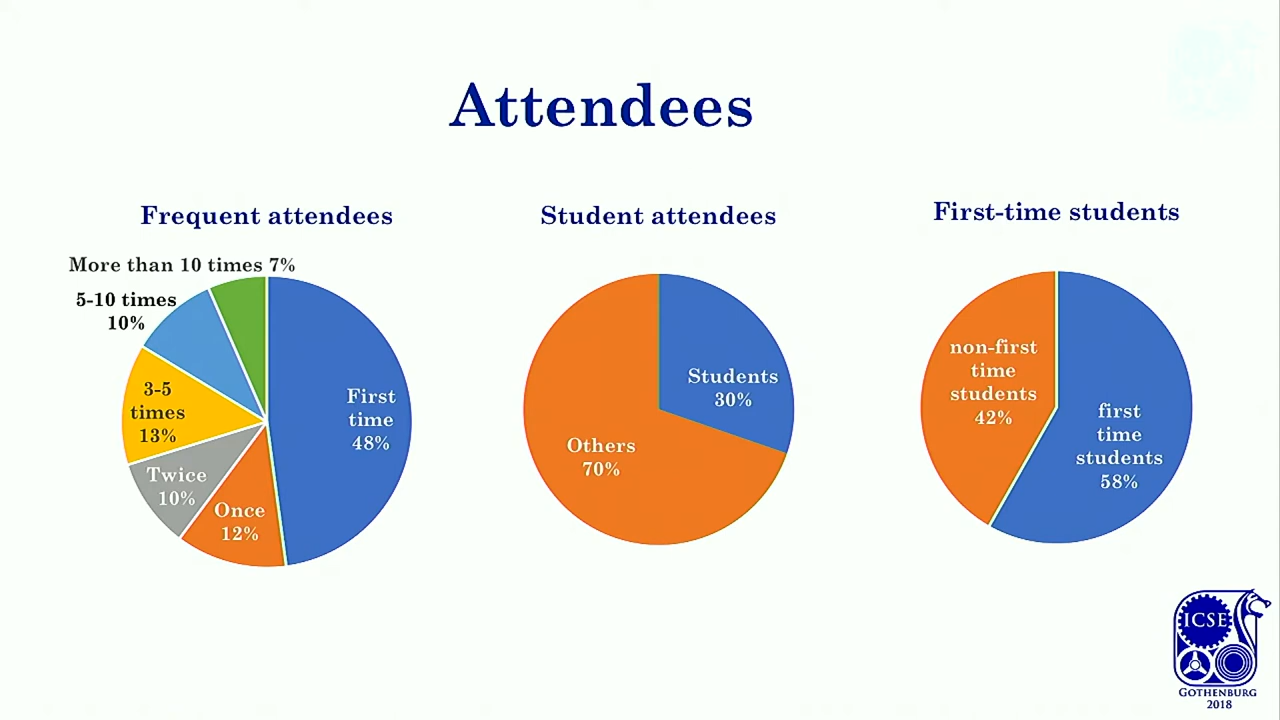 Attendees
Frequent attendees
More than 10 times 7%
5-10 times
10%
3-5
times
13%
Twice
10%
Once
12%
First
time
48%
Student attendees
Students
30%
Others
70%
First-time students
non-first
time
students
42%
first
time
students
58%
ICSE
GOTHENBURG
2018